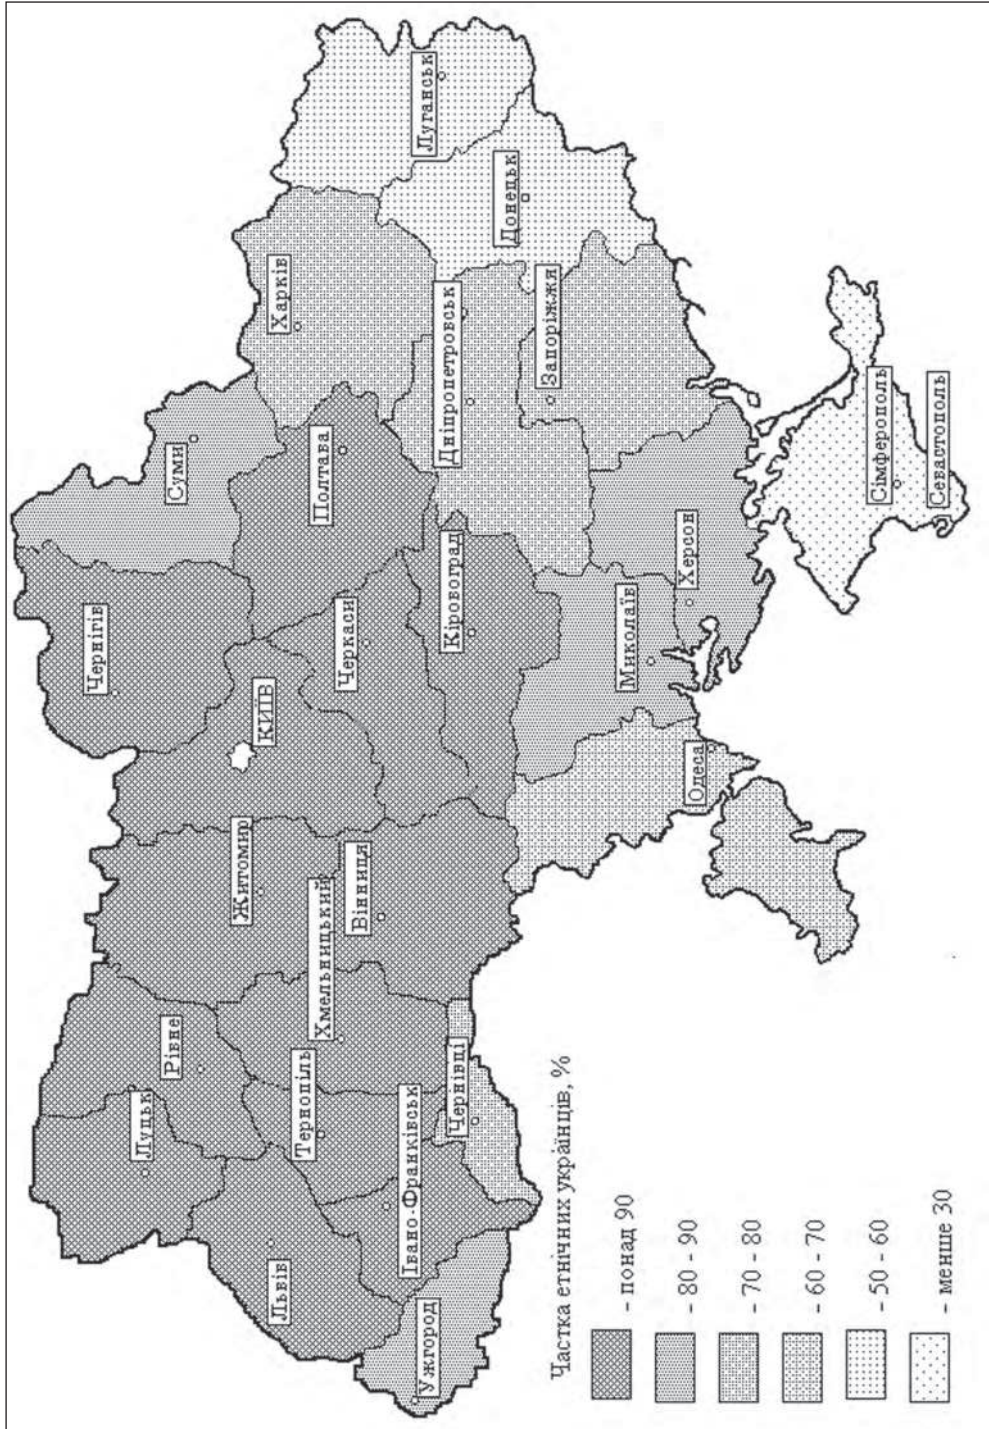 Луцьк
Рівне
Житомир
КИЇВ
Чернігів
Суми
Львів
Тернопіль
Хмельницький
Вінниця
Черкаси
Полтава
Харків
Луганськ
Ужгород
Івано-Франківськ
Чернівці
Кіровоград
Дніпропетровськ
Донецьк
Запоріжжя
Миколаїв
Херсон
Одеса
Сімферополь
Севастополь
Частка етнічних українців, %
- понад 90
- 80 - 90
- 70 - 80
- 60 - 70
- 50 - 60
- менше 30